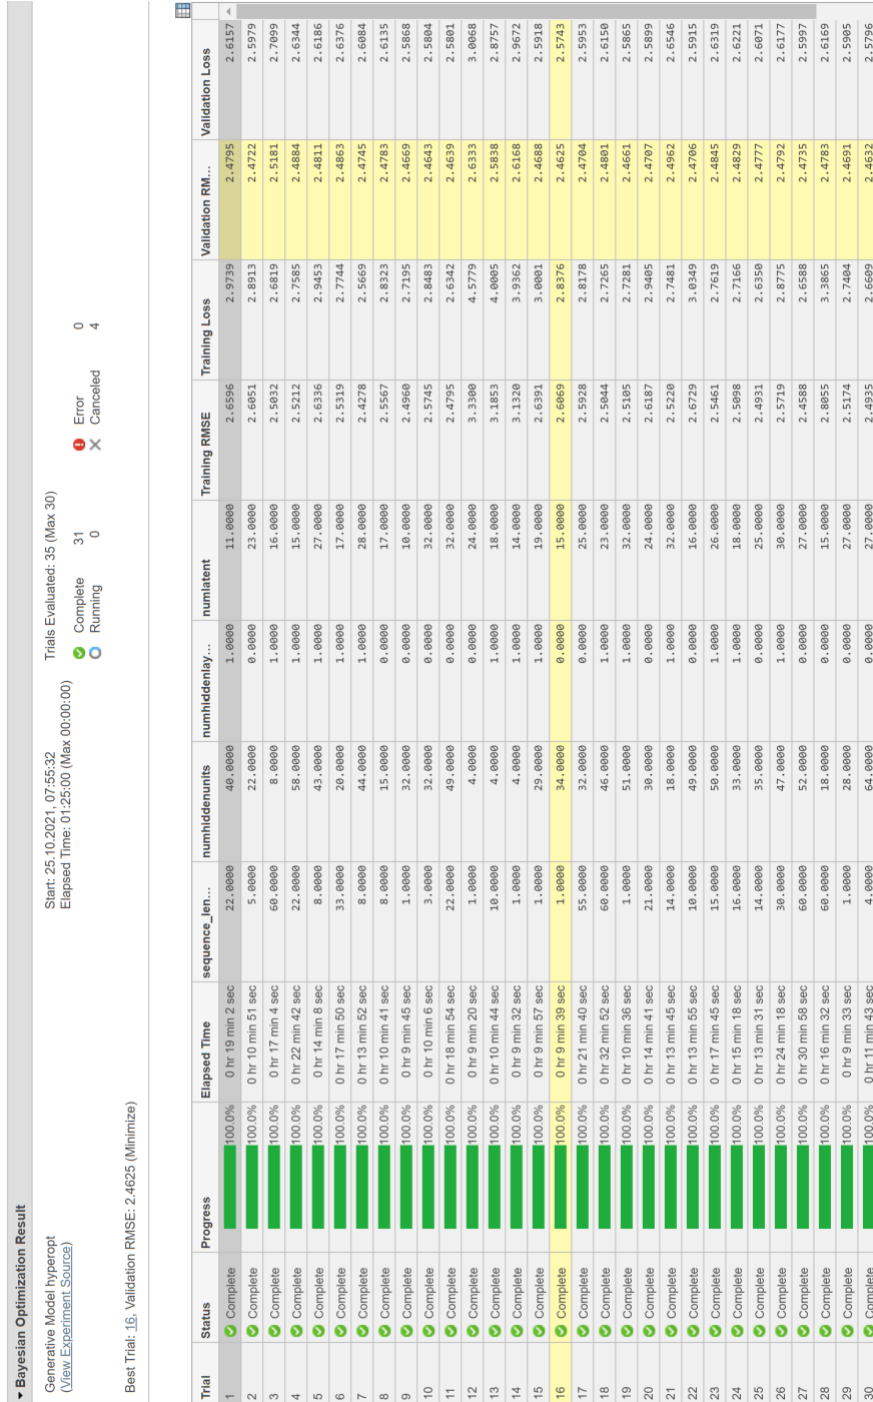 ▾ Bayesian Optimization Result
Generative Model hyperopt
(View Experiment Source)
Start: 25.10.2021, 07:55:32
Elapsed Time: 01:25:00 (Max 00:00:00)
Trials Evaluated: 35 (Max 30)
Complete 31 Error 0
Running 0 Canceled 4
Best Trial: 16, Validation RMSE: 2.4625 (Minimize)
Trial Status Progress Elapsed Time sequence_len... numhiddenunits numhiddenlay... numlatent Training RMSE Training Loss Validation RM... Validation Loss
1 Complete 100.0% 0 hr 19 min 2 sec 22.0000 40.0000 1.0000 11.0000 2.6596 2.9739 2.4795 2.6157
2 Complete 100.0% 0 hr 10 min 51 sec 5.0000 22.0000 0.0000 23.0000 2.6051 2.8913 2.4722 2.5979
3 Complete 100.0% 0 hr 17 min 4 sec 60.0000 8.0000 1.0000 16.0000 2.5032 2.6819 2.5181 2.7099
4 Complete 100.0% 0 hr 22 min 42 sec 22.0000 58.0000 1.0000 15.0000 2.5212 2.7585 2.4884 2.6344
5 Complete 100.0% 0 hr 14 min 8 sec 8.0000 43.0000 1.0000 27.0000 2.6336 2.9453 2.4811 2.6186
6 Complete 100.0% 0 hr 17 min 50 sec 33.0000 20.0000 1.0000 17.0000 2.5319 2.7744 2.4863 2.6376
7 Complete 100.0% 0 hr 13 min 52 sec 8.0000 44.0000 1.0000 28.0000 2.4278 2.5669 2.4745 2.6084
8 Complete 100.0% 0 hr 10 min 41 sec 8.0000 15.0000 0.0000 17.0000 2.5567 2.8323 2.4783 2.6135
9 Complete 100.0% 0 hr 9 min 45 sec 1.0000 32.0000 0.0000 10.0000 2.4960 2.7195 2.4669 2.5868
10 Complete 100.0% 0 hr 10 min 6 sec 3.0000 32.0000 0.0000 32.0000 2.5745 2.8483 2.4643 2.5804
11 Complete 100.0% 0 hr 18 min 54 sec 22.0000 49.0000 0.0000 32.0000 2.4795 2.6342 2.4639 2.5801
12 Complete 100.0% 0 hr 9 min 20 sec 1.0000 4.0000 0.0000 24.0000 3.3300 4.5779 2.6333 3.0068
13 Complete 100.0% 0 hr 10 min 44 sec 10.0000 4.0000 1.0000 18.0000 3.1853 4.0005 2.5838 2.8757
14 Complete 100.0% 0 hr 9 min 32 sec 1.0000 4.0000 1.0000 14.0000 3.1320 3.9362 2.6168 2.9672
15 Complete 100.0% 0 hr 9 min 57 sec 1.0000 29.0000 1.0000 19.0000 2.6391 3.0001 2.4688 2.5918
16 Complete 100.0% 0 hr 9 min 39 sec 1.0000 34.0000 0.0000 15.0000 2.6069 2.8376 2.4625 2.5743
17 Complete 100.0% 0 hr 21 min 40 sec 55.0000 32.0000 0.0000 25.0000 2.5928 2.8178 2.4704 2.5953
18 Complete 100.0% 0 hr 32 min 52 sec 60.0000 46.0000 1.0000 23.0000 2.5044 2.7265 2.4801 2.6150
19 Complete 100.0% 0 hr 10 min 36 sec 1.0000 51.0000 1.0000 32.0000 2.5105 2.7281 2.4661 2.5865
20 Complete 100.0% 0 hr 14 min 41 sec 21.0000 30.0000 0.0000 24.0000 2.6187 2.9405 2.4707 2.5899
21 Complete 100.0% 0 hr 13 min 45 sec 14.0000 18.0000 1.0000 32.0000 2.5220 2.7481 2.4962 2.6546
22 Complete 100.0% 0 hr 13 min 55 sec 10.0000 49.0000 0.0000 16.0000 2.6729 3.0349 2.4706 2.5915
23 Complete 100.0% 0 hr 17 min 45 sec 15.0000 50.0000 1.0000 26.0000 2.5461 2.7619 2.4845 2.6319
24 Complete 100.0% 0 hr 15 min 18 sec 16.0000 33.0000 1.0000 18.0000 2.5098 2.7166 2.4829 2.6221
25 Complete 100.0% 0 hr 13 min 31 sec 14.0000 35.0000 0.0000 25.0000 2.4931 2.6350 2.4777 2.6071
26 Complete 100.0% 0 hr 24 min 18 sec 30.0000 47.0000 1.0000 30.0000 2.5719 2.8775 2.4792 2.6177
27 Complete 100.0% 0 hr 30 min 58 sec 60.0000 52.0000 0.0000 27.0000 2.4588 2.6588 2.4735 2.5997
28 Complete 100.0% 0 hr 16 min 32 sec 60.0000 18.0000 0.0000 15.0000 2.8055 3.3865 2.4783 2.6169
29 Complete 100.0% 0 hr 9 min 33 sec 1.0000 28.0000 0.0000 27.0000 2.5174 2.7404 2.4691 2.5905
30 Complete 100.0% 0 hr 11 min 43 sec 4.0000 64.0000 0.0000 27.0000 2.4935 2.6609 2.4632 2.5796